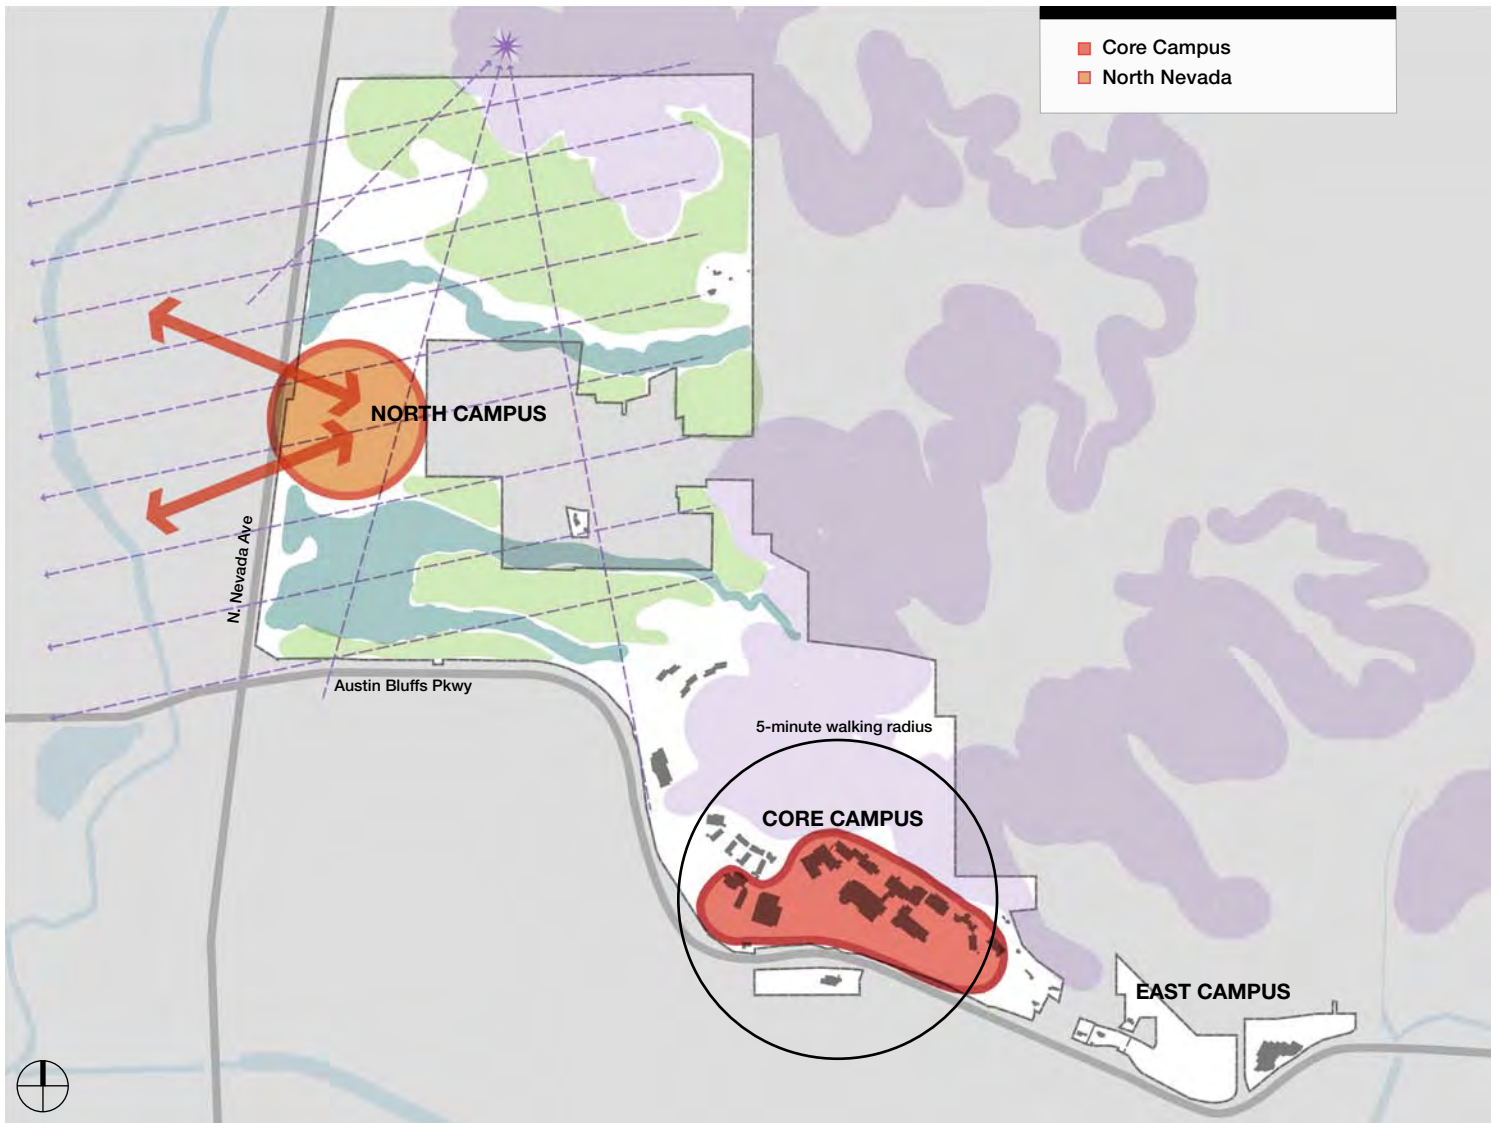 Core Campus
North Nevada
NORTH CAMPUS
N. Nevada Ave
Austin Bluffs Pkwy
5-minute walking radius
CORE CAMPUS
EAST CAMPUS